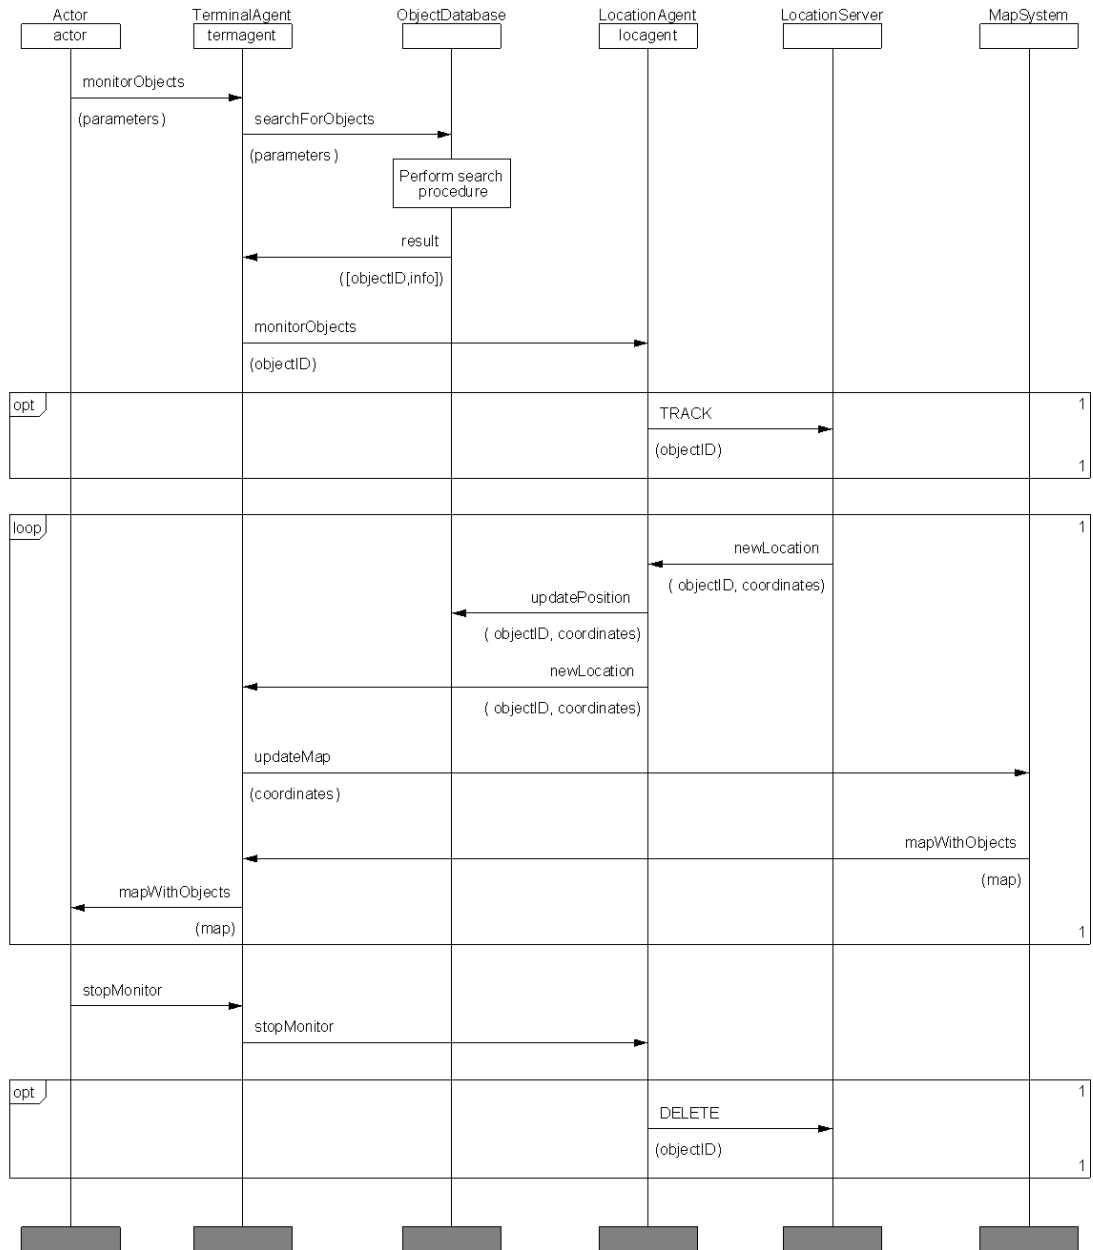 Actor TerminalAgent ObjectDatabase LocationAgent LocationServer MapSystem
actor termagent locagent
monitorObjects
(parameters)
searchForObjects
(parameters)
Perform search
procedure
result
([objectID,info])
monitorObjects
(objectID)
opt 1
TRACK
(objectID)
1
loop 1
newLocation
( objectID, coordinates)
updatePosition
( objectID, coordinates)
newLocation
( objectID, coordinates)
updateMap
(coordinates)
mapWithObjects
(map)
mapWithObjects
(map)
1
stopMonitor
stopMonitor
opt 1
DELETE
(objectID)
1